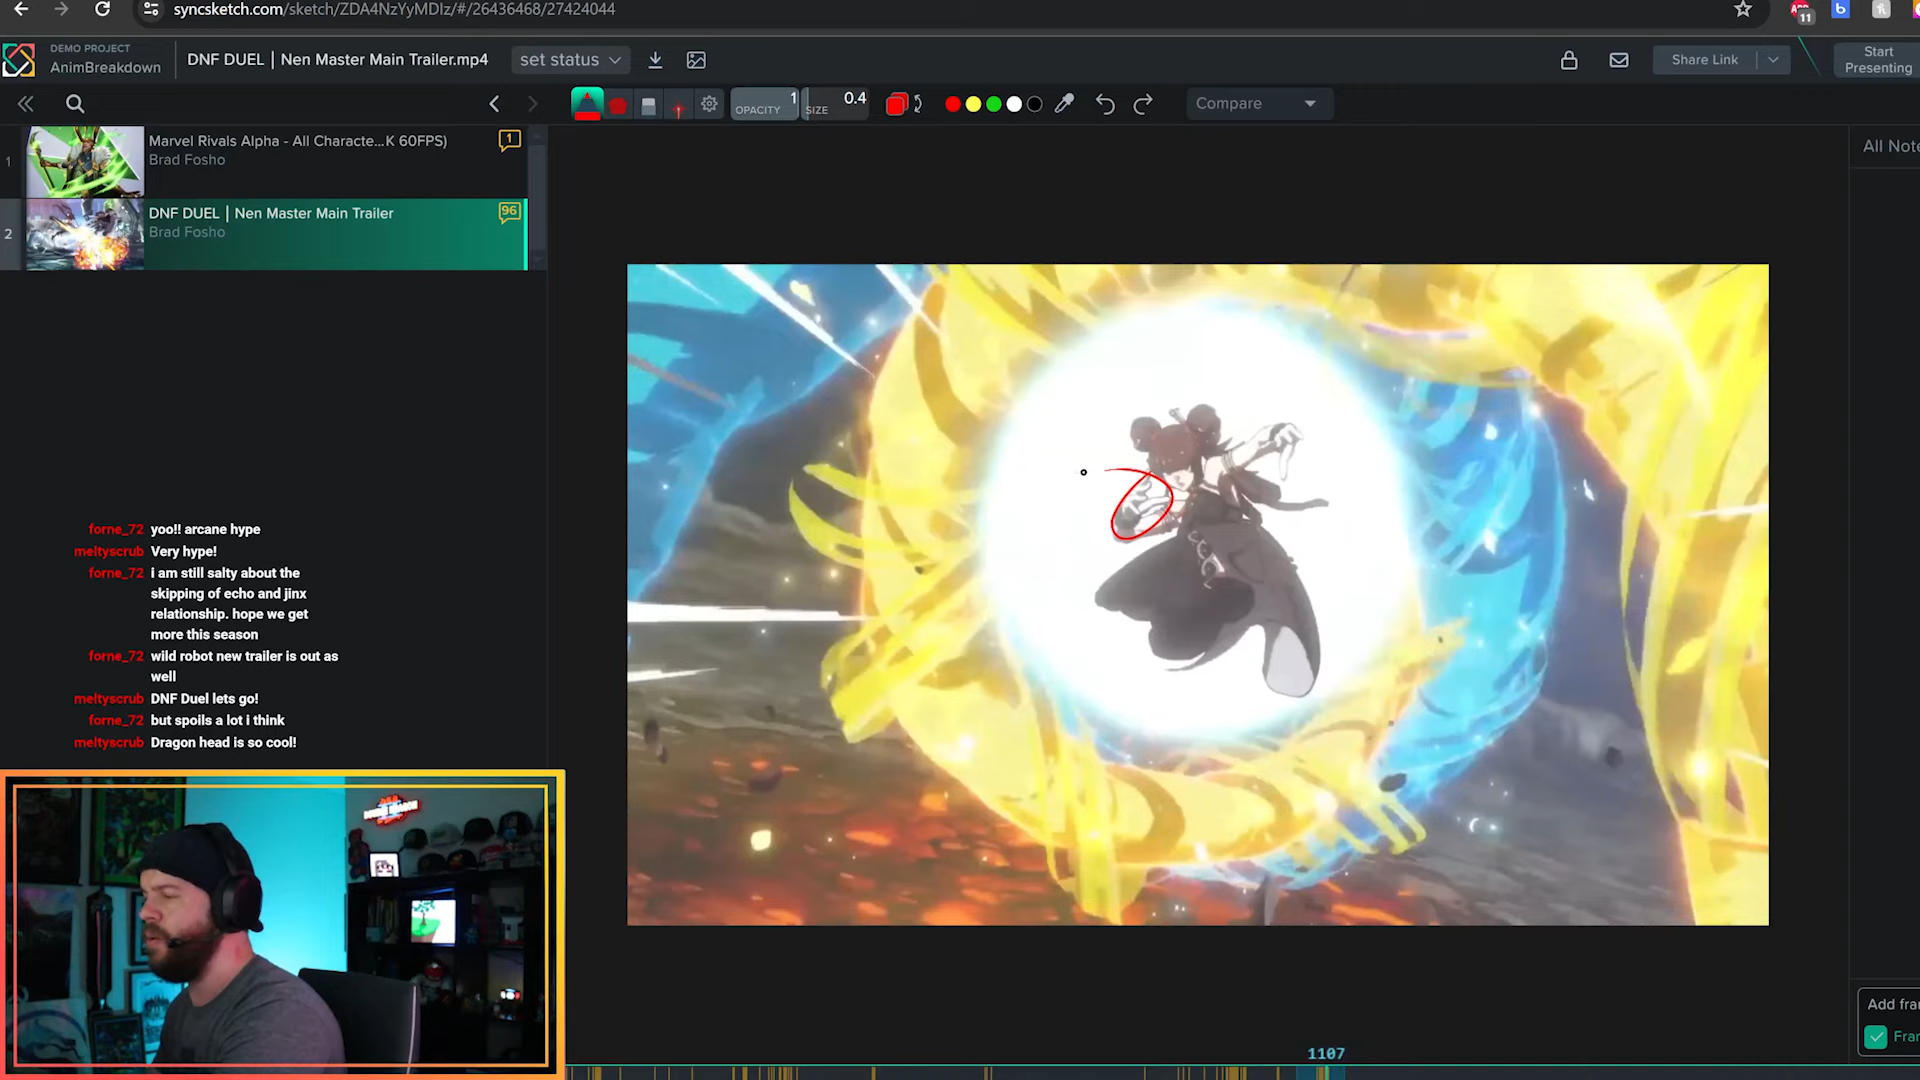 syncsketch.com/sketch/ZDA4NzYyMDIz/#/26436468/27424044
11
DEMO PROJECT
AnimBreakdown
DNF DUEL | Nen Master Main Trailer.mp4
set status
Share Link
Start
Presenting
OPACITY 1
SIZE 0.4
Compare
1
Marvel Rivals Alpha - All Characte...K 60FPS)
Brad Fosho
1
2
DNF DUEL | Nen Master Main Trailer
Brad Fosho
96
All Note
forne_72 yoo!! arcane hype
meltyscrub Very hype!
forne_72 i am still salty about the
skipping of echo and jinx
relationship. hope we get
more this season
forne_72 wild robot new trailer is out as
well
meltyscrub DNF Duel lets go!
forne_72 but spoils a lot i think
meltyscrub Dragon head is so cool!
Add fra
Fra
1107